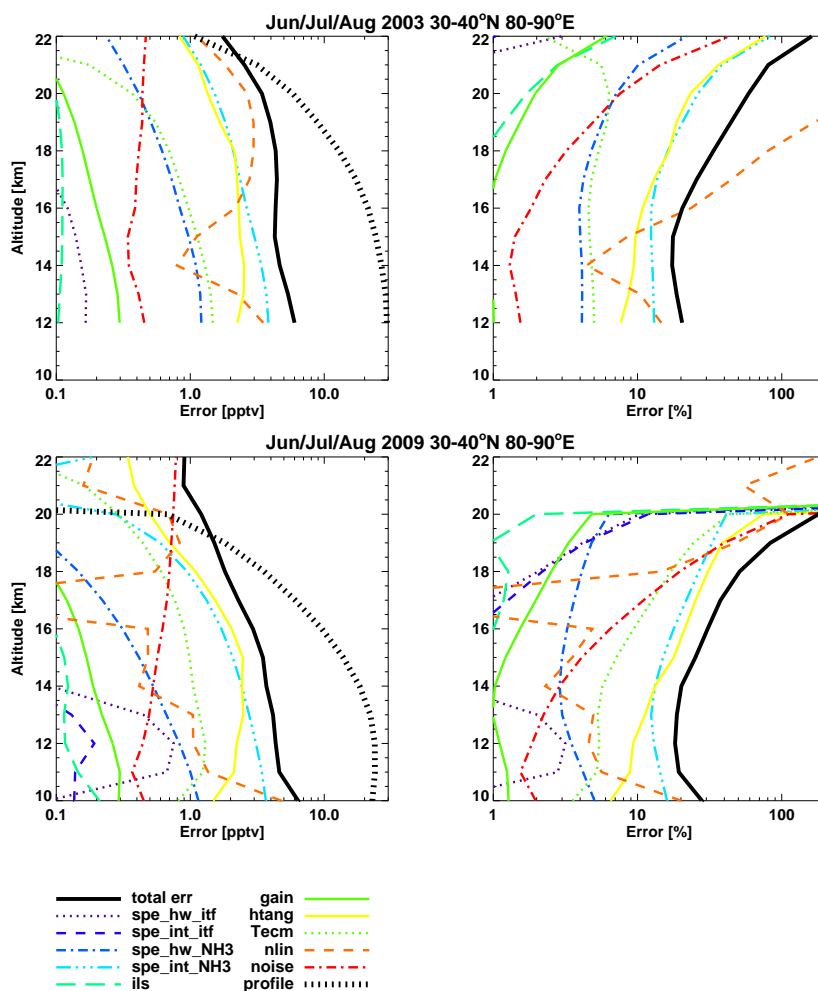 Jun/Jul/Aug 2003 30-40°N 80-90°E
22
20
18
16
14
12
10
Altitude [km]
0.1 1.0 10.0
Error [pptv]
1 10 100
Error [%]
Jun/Jul/Aug 2009 30-40°N 80-90°E
22
20
18
16
14
12
10
Altitude [km]
0.1 1.0 10.0
Error [pptv]
1 10 100
Error [%]
total err gain
spe_hw_itf htang
spe_int_itf Tecm
spe_hw_NH3 nlin
spe_int_NH3 noise
ils profile